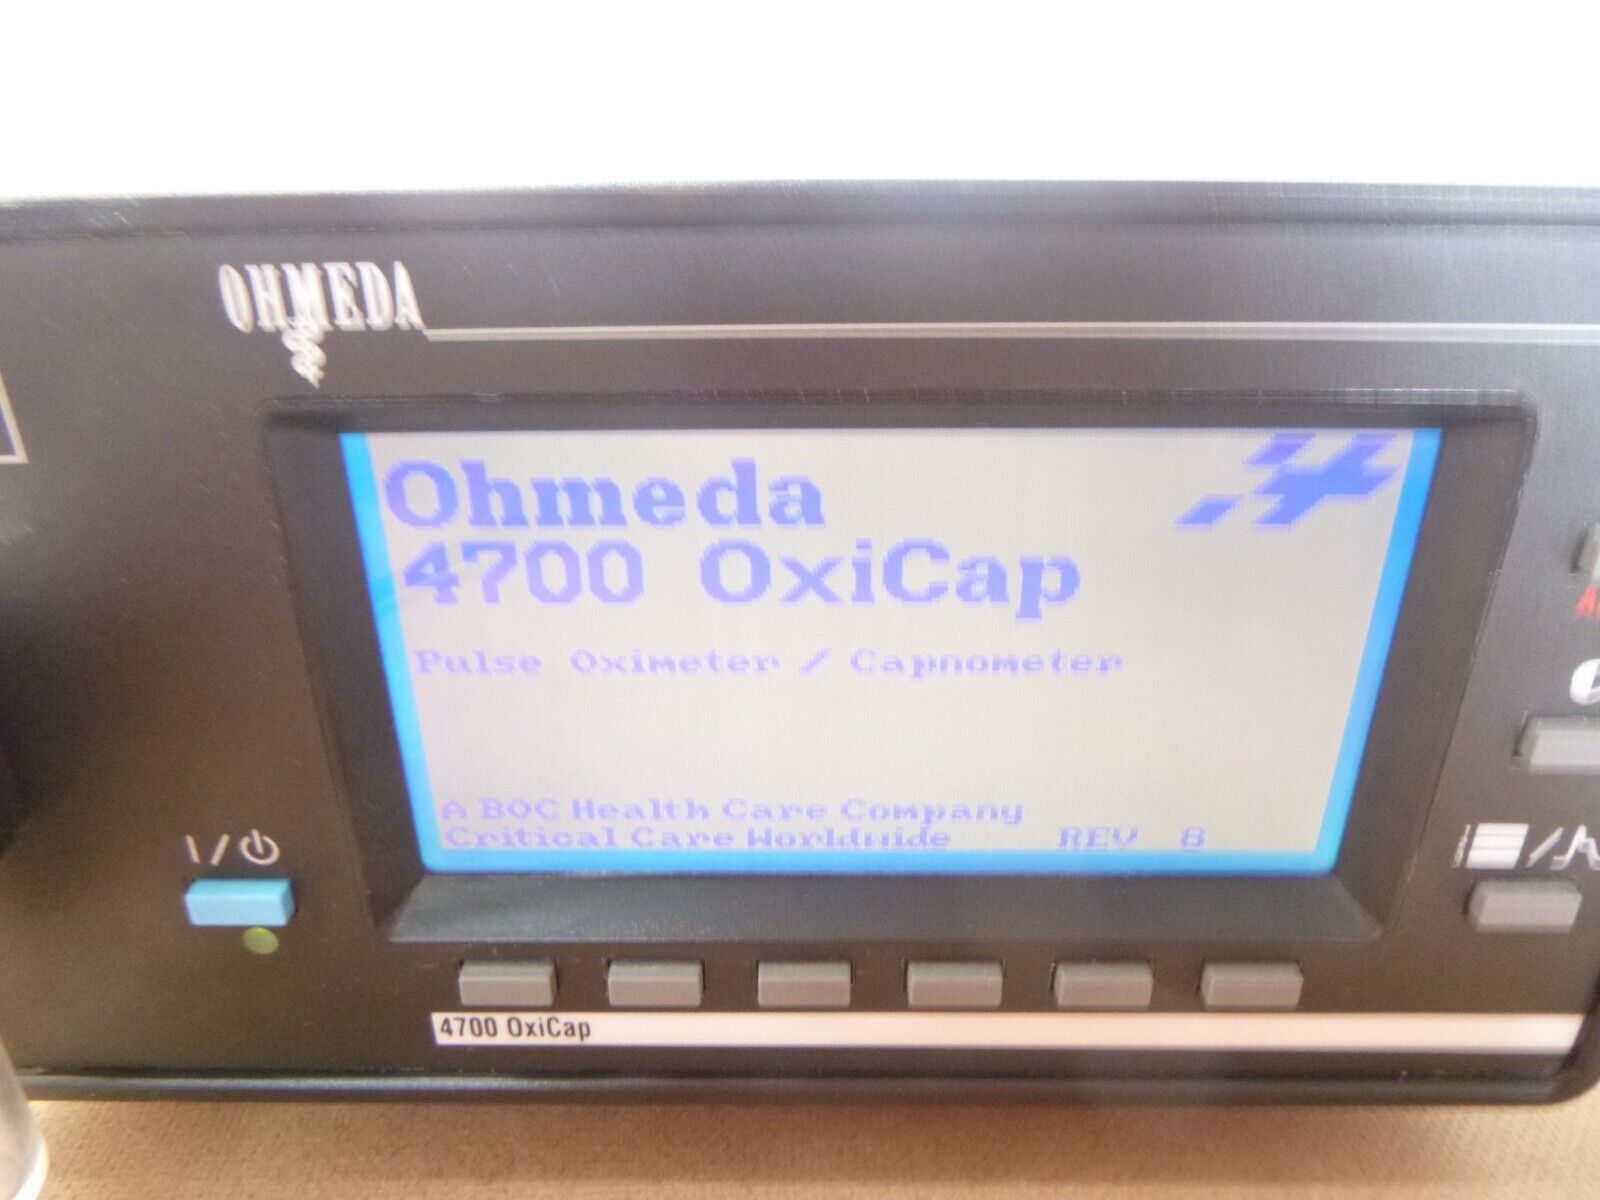 OHMEDA
Ohmeda
4700 OxiCap
Pulse Oximeter / Capnometer
A BOC Health Care Company
Critical Care Worldwide REV 8
I /
4700 OxiCap